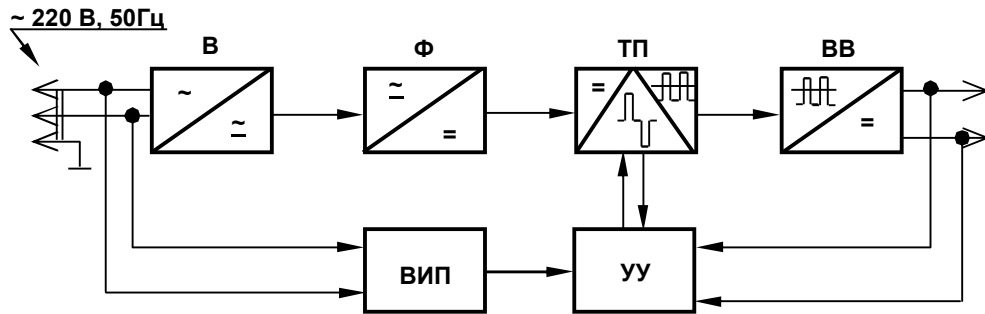 ~ 220 В, 50Гц
В Ф ТП ВВ
~ = =
~ = =
ВИП УУ